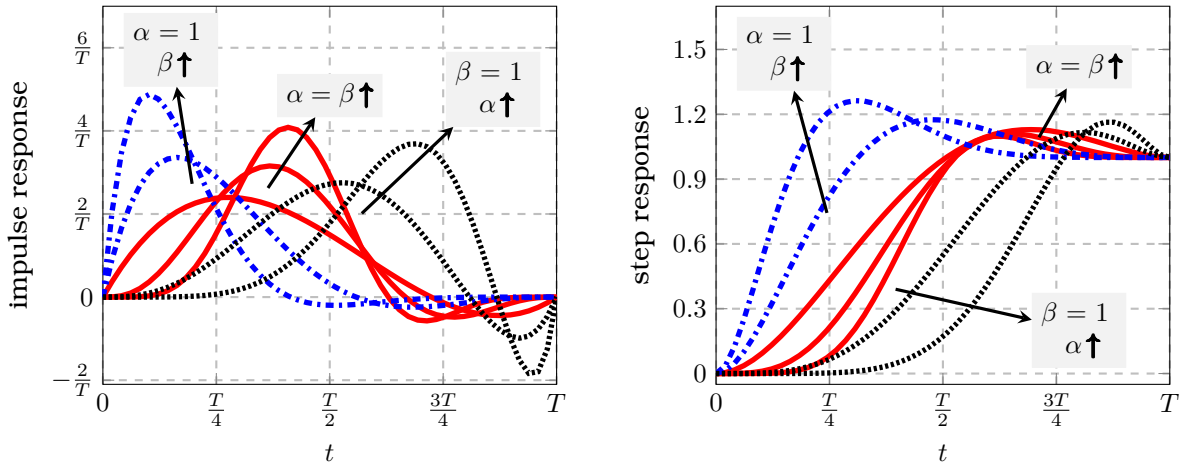 impulse response
6/T
4/T
2/T
0
−2/T
0
T/4
T/2
3T/4
T
t
α = 1
β↑
α = β↑
β = 1
α↑
step response
1.5
1.2
0.9
0.6
0.3
0
0
T/4
T/2
3T/4
T
t
α = 1
β↑
α = β↑
β = 1
α↑